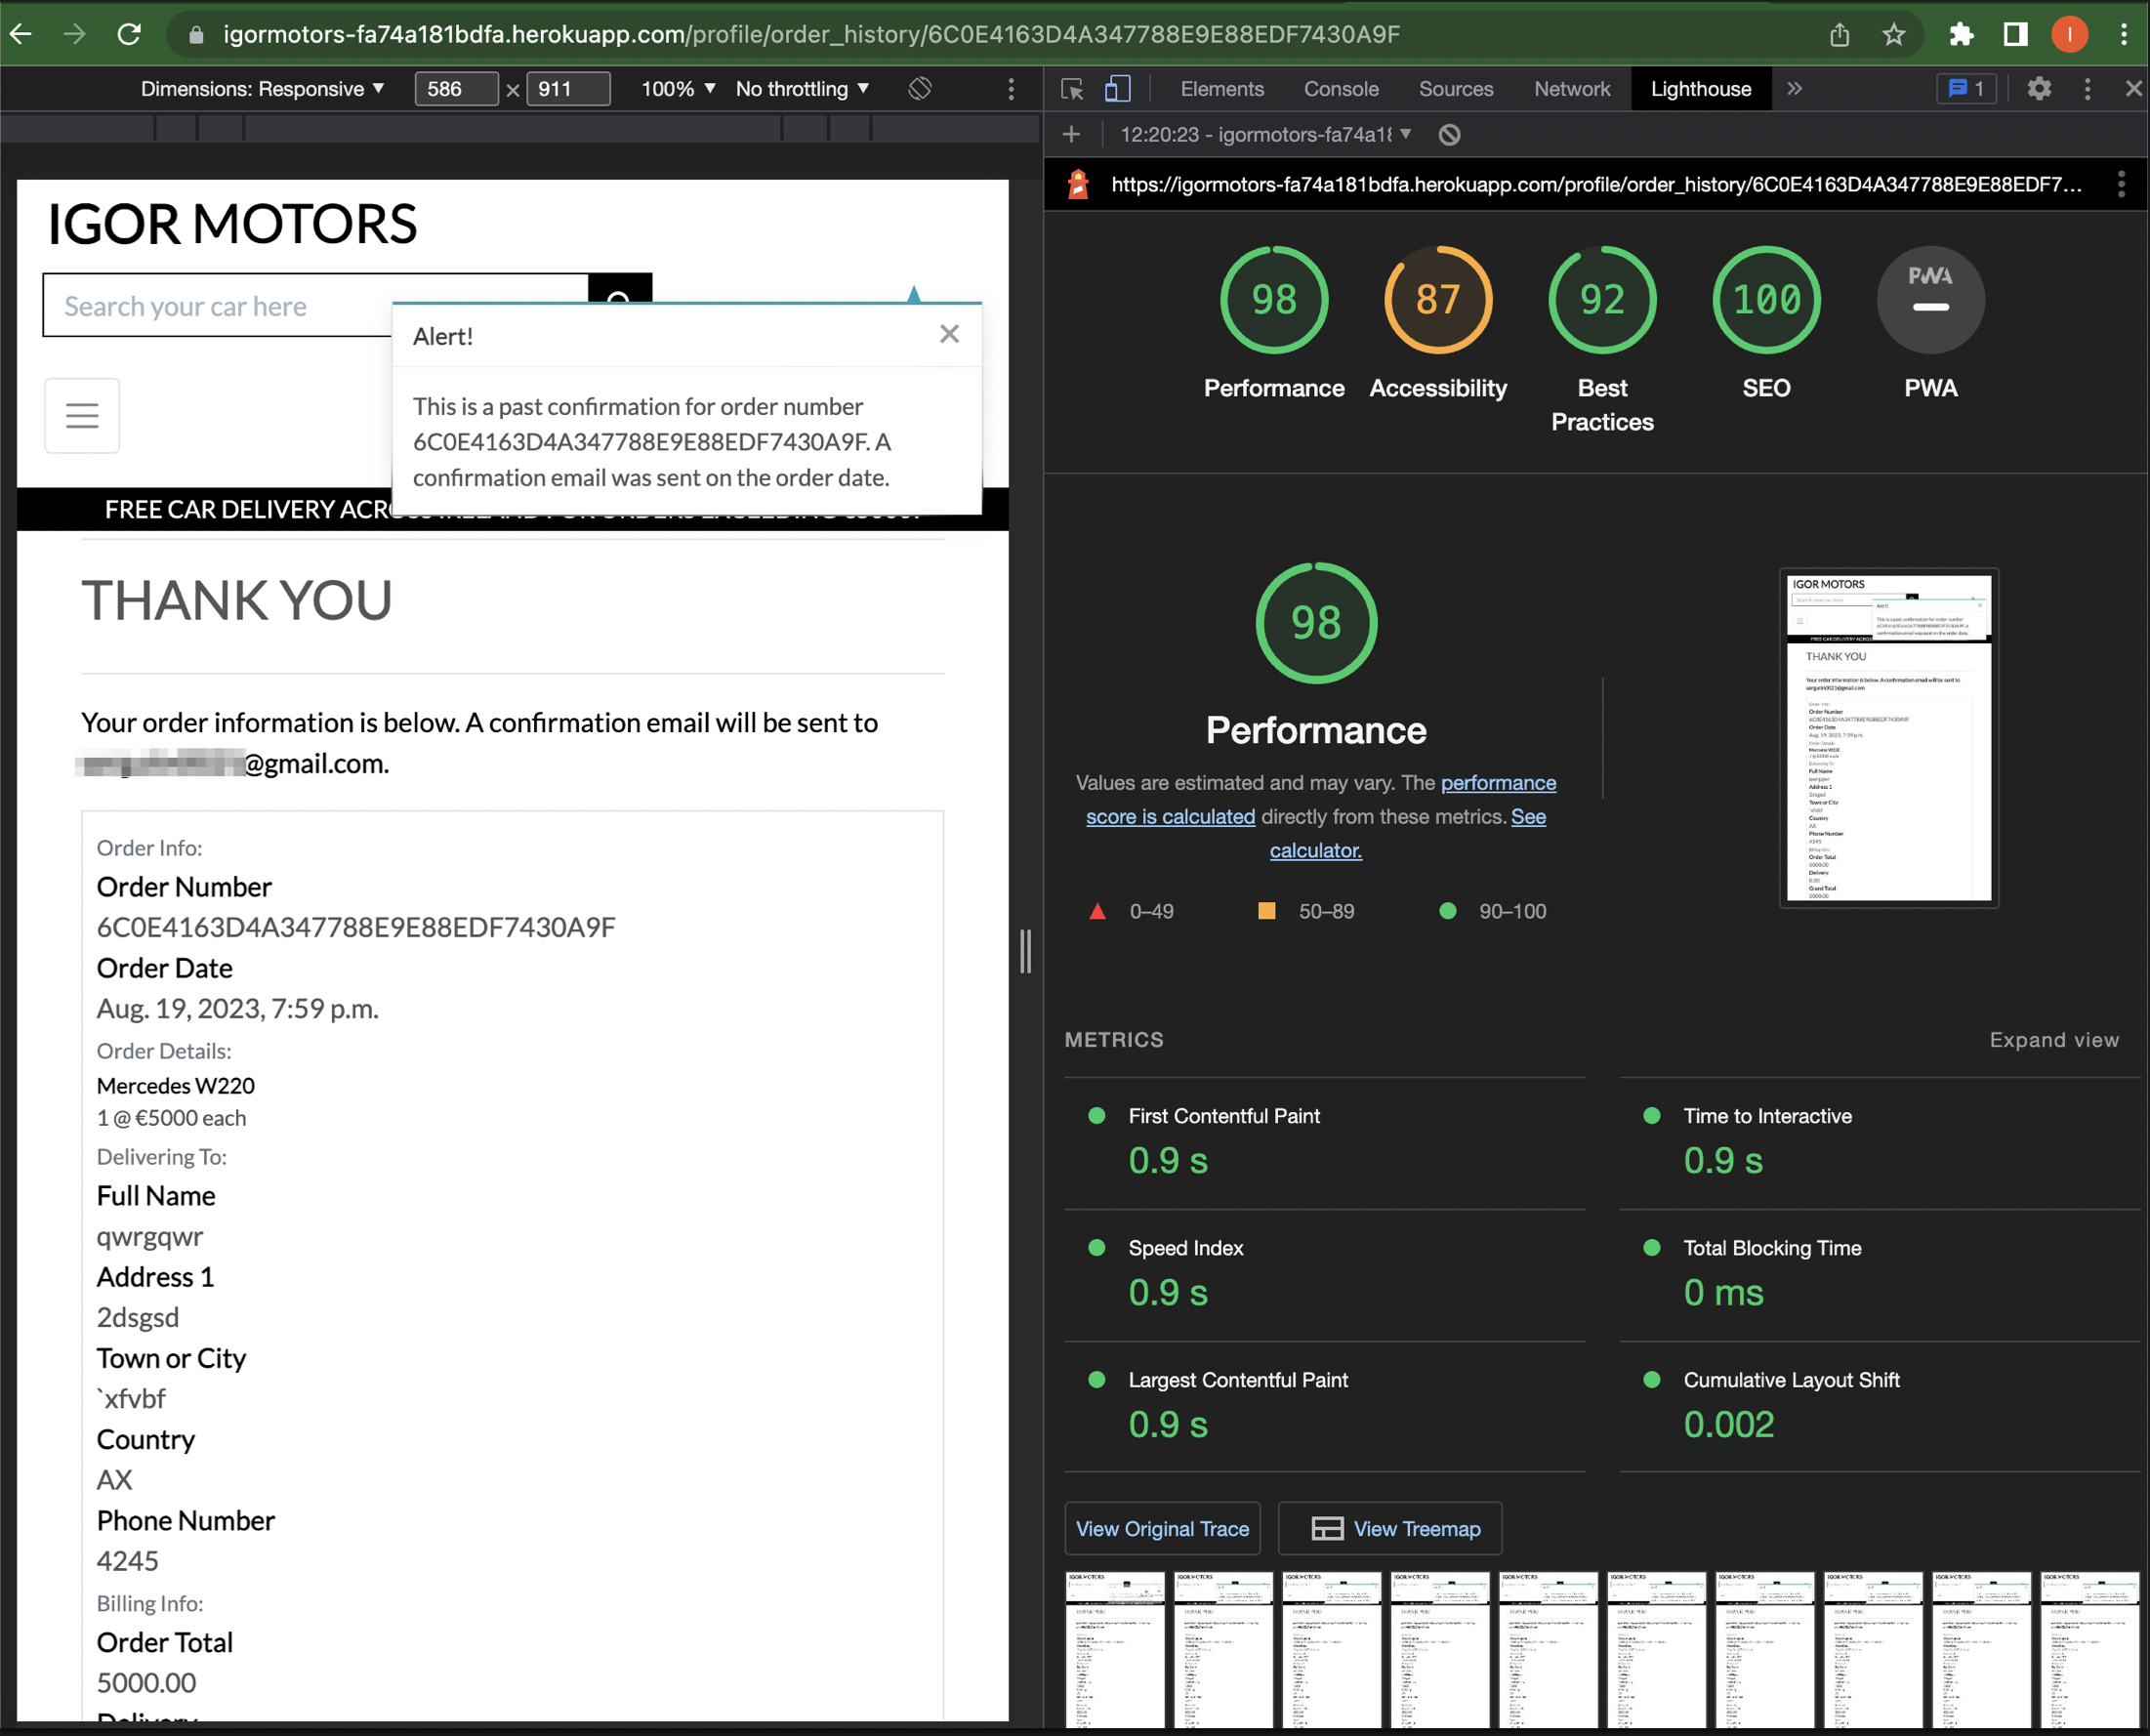 igormotors-fa74a181bdfa.herokuapp.com/profile/order_history/6C0E4163D4A347788E9E88EDF7430A9F
I
Dimensions: Responsive ▼ 586 × 911 100% ▼ No throttling ▼
Elements Console Sources Network Lighthouse » 1
+ 12:20:23 - igormotors-fa74a18 ▼
https://igormotors-fa74a181bdfa.herokuapp.com/profile/order_history/6C0E4163D4A347788E9E88EDF7...
IGOR MOTORS
Search your car here
Alert!
This is a past confirmation for order number
6C0E4163D4A347788E9E88EDF7430A9F. A
confirmation email was sent on the order date.
FREE CAR DELIVERY
THANK YOU
Your order information is below. A confirmation email will be sent to
@gmail.com.
Order Info:
Order Number
6C0E4163D4A347788E9E88EDF7430A9F
Order Date
Aug. 19, 2023, 7:59 p.m.
Order Details:
Mercedes W220
1 @ €5000 each
Delivering To:
Full Name
qwrgqwr
Address 1
2dsgsd
Town or City
`xfvbf
Country
AX
Phone Number
4245
Billing Info:
Order Total
5000.00
Delivery
98
Performance
87
Accessibility
92
Best
Practices
100
SEO
PWA
PWA
98
Performance
Values are estimated and may vary. The performance
score is calculated directly from these metrics. See
calculator.
0–49 50–89 90–100
IGOR MOTORS
THANK YOU
METRICS
Expand view
First Contentful Paint
0.9 s
Time to Interactive
0.9 s
Speed Index
0.9 s
Total Blocking Time
0 ms
Largest Contentful Paint
0.9 s
Cumulative Layout Shift
0.002
View Original Trace
View Treemap